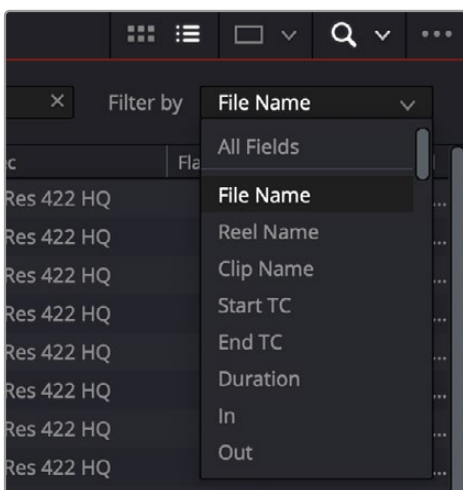 Filter by File Name
c Fla
All Fields
File Name
Reel Name
Clip Name
Start TC
End TC
Duration
In
Out
Res 422 HQ ...
Res 422 HQ ...
Res 422 HQ ...
Res 422 HQ ...
Res 422 HQ ...
Res 422 HQ ...
Res 422 HQ ...
Res 422 HQ ...